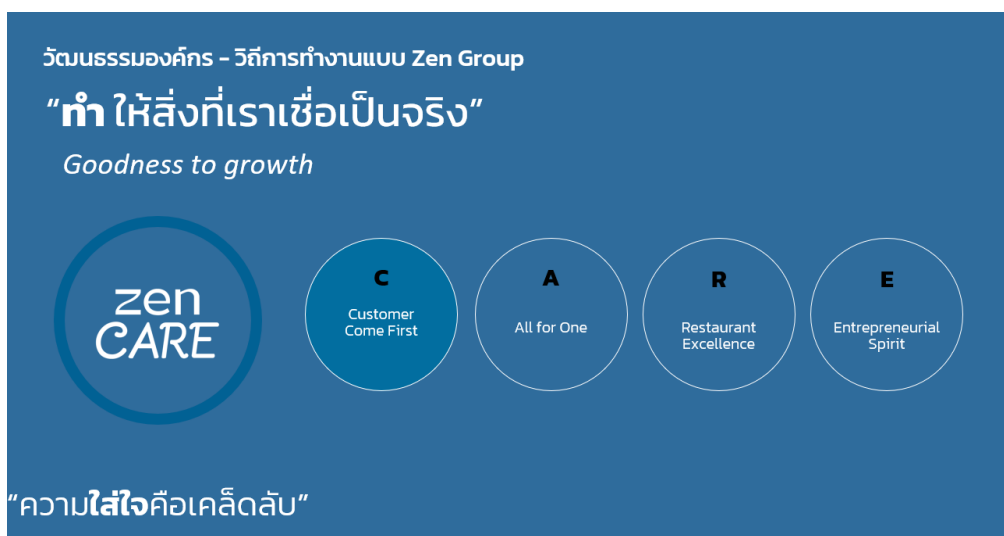 วัฒนธรรมองค์กร - วิถีการทำงานแบบ Zen Group
“ทำ ให้สิ่งที่เราเชื่อเป็นจริง”
Goodness to growth
zen
CARE
C
Customer
Come First
A
All for One
R
Restaurant
Excellence
E
Entrepreneurial
Spirit
“ความใส่ใจคือเคล็ดลับ”